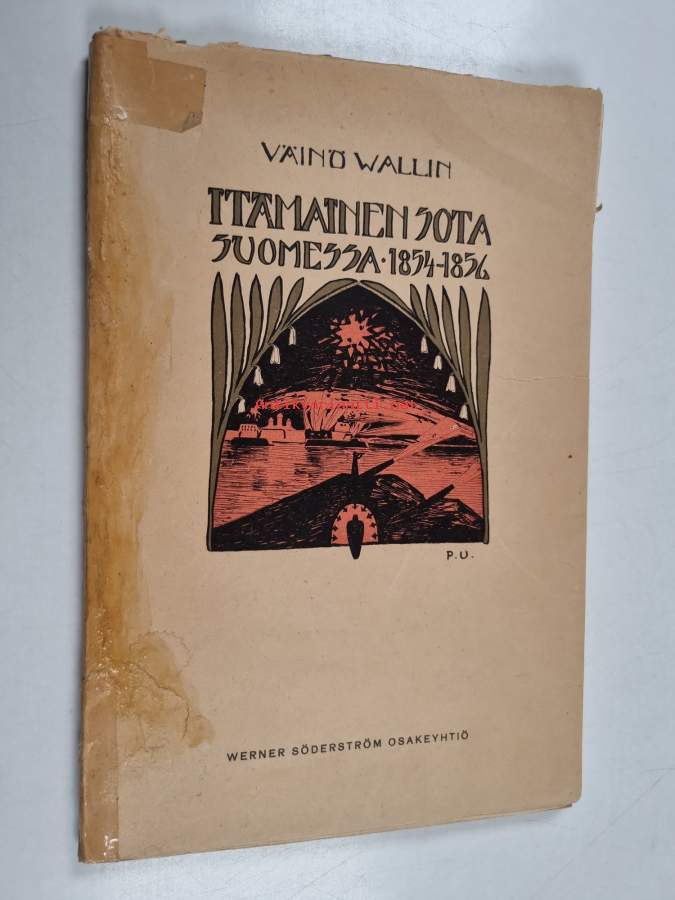 VÄINÖ WALLIN
ITÄMAINEN SOTA
SUOMESSA · 1854-1856
P.U.
WERNER SÖDERSTRÖM OSAKEYHTIÖ